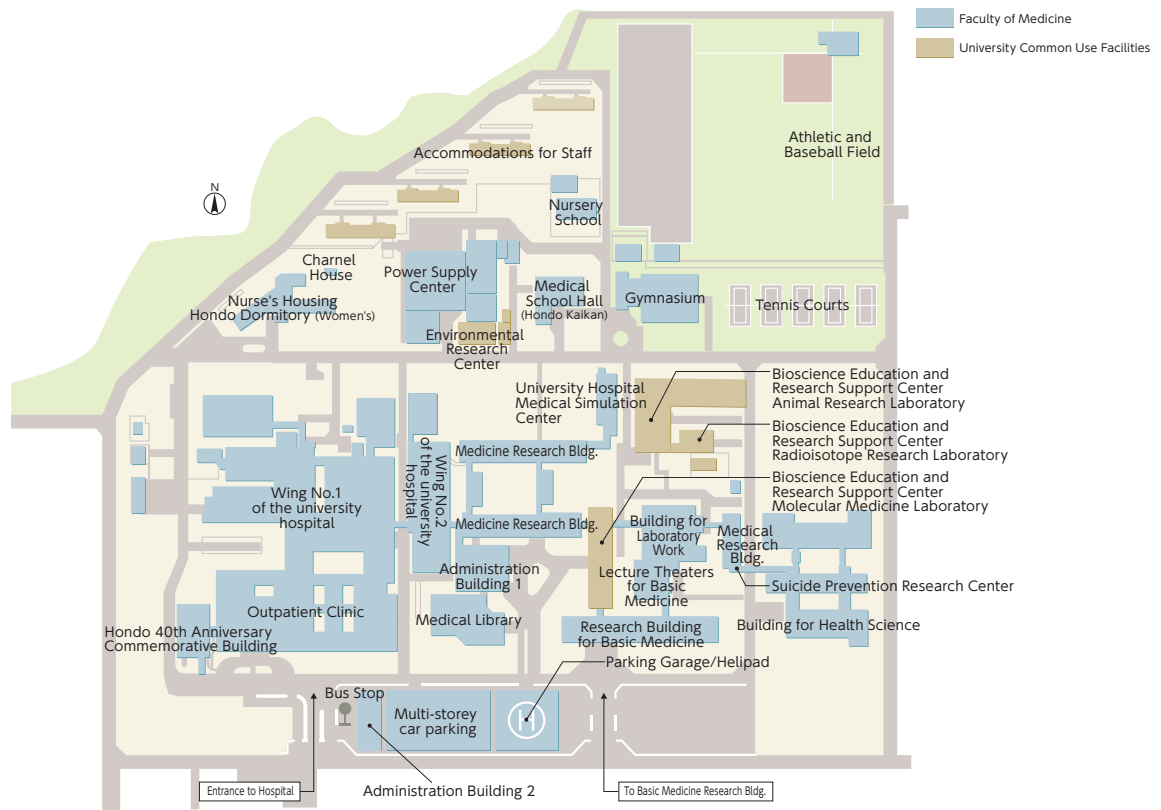 Faculty of Medicine
University Common Use Facilities
Athletic and
Baseball Field
Accommodations for Staff
N
Nursery
School
Charnel
House
Power Supply
Center
Medical
School Hall
(Hondo Kaikan)
Gymnasium
Tennis Courts
Nurse's Housing
Hondo Dormitory (Women's)
Environmental
Research
Center
University Hospital
Medical Simulation
Center
Bioscience Education and
Research Support Center
Animal Research Laboratory
Bioscience Education and
Research Support Center
Radioisotope Research Laboratory
Bioscience Education and
Research Support Center
Molecular Medicine Laboratory
Wing No.1
of the university
hospital
Wing No.2
of the university
hospital
Medicine Research Bldg.
Medicine Research Bldg.
Building for
Laboratory
Work
Medical
Research
Bldg.
Administration
Building 1
Lecture Theaters
for Basic
Medicine
Suicide Prevention Research Center
Outpatient Clinic
Medical Library
Hondo 40th Anniversary
Commemorative Building
Research Building
for Basic Medicine
Building for Health Science
Parking Garage/Helipad
Bus Stop
Multi-storey
car parking
H
Entrance to Hospital
Administration Building 2
To Basic Medicine Research Bldg.